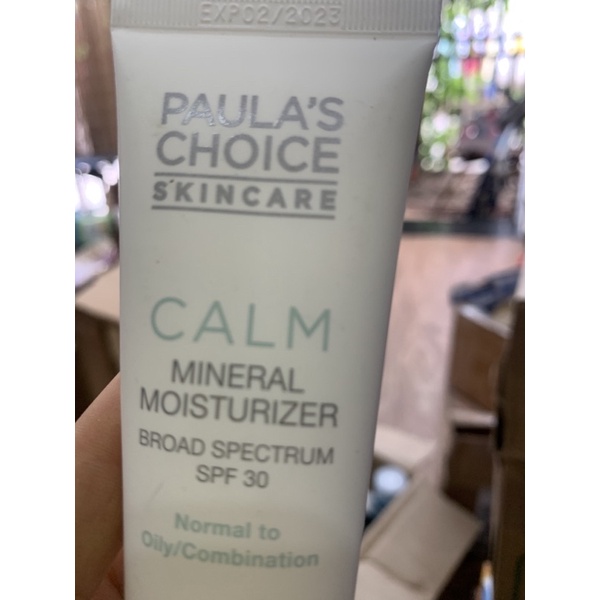 EXP02/2023
PAULA'S
CHOICE
SKINCARE
CALM
MINERAL
MOISTURIZER
BROAD SPECTRUM
SPF 30
Normal to
Oily/Combination